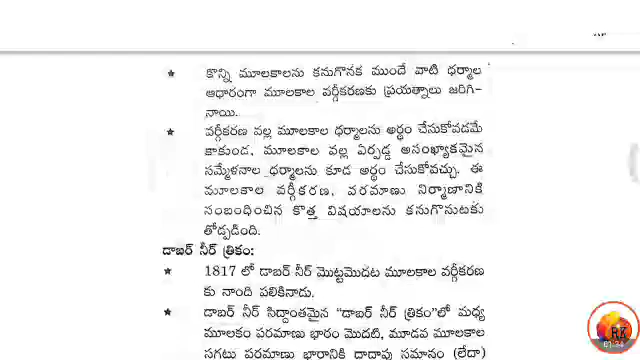 ★ కొన్ని మూలకాలను కనుగొనక ముందే వాటి ధర్మాల
ఆధారంగా మూలకాల వర్గీకరణకు ప్రయత్నాలు జరిగి-
నాయి.
★ వర్గీకరణ వల్ల మూలకాల ధర్మాలను అర్థం చేసుకోవడమే
కాకుండ, మూలకాల వల్ల ఏర్పడ్డ అసంఖ్యాకమైన
సమ్మేళనాల ధర్మాలను కూడ అర్థం చేసుకోవచ్చు. ఈ
మూలకాల వర్గీకరణ, పరమాణు నిర్మాణానికి
సంబంధించిన కొత్త విషయాలను కనుగొనుటకు
తోడ్పడింది.
డాబర్ నీర్ త్రికం:
★ 1817 లో డాబర్ నీర్ మొట్టమొదట మూలకాల వర్గీకరణ
కు నాంది పలికినాడు.
★ డాబర్ నీర్ సిద్దాంతమైన "డాబర్ నీర్ త్రికం"లో మధ్య
మూలకం పరమాణు భారం మొదటి, మూడవ మూలకాల
సగటు పరమాణు భారానికి దాదాపు సమానం (లేదా)
RK